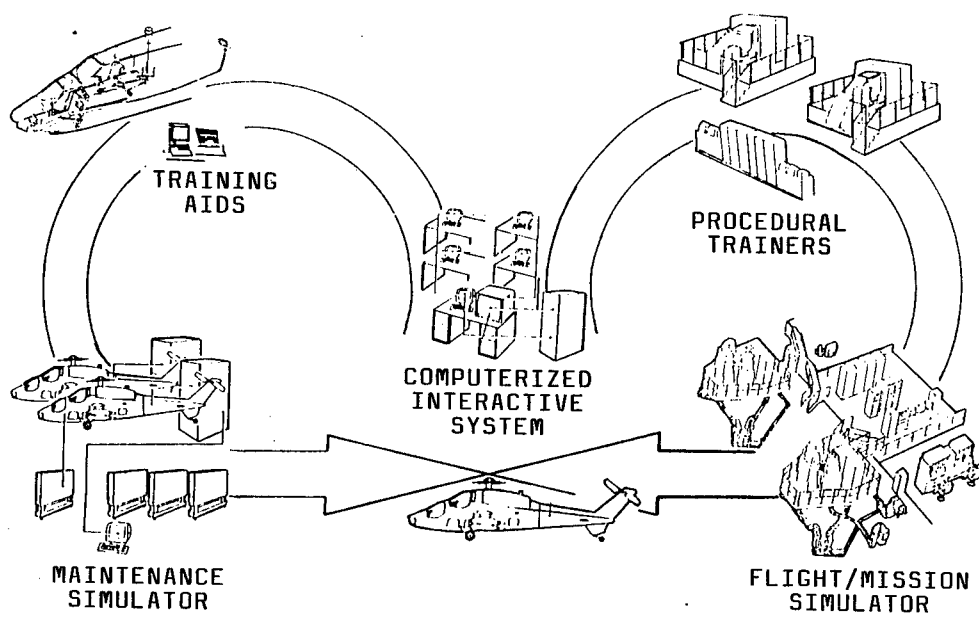 TRAINING
AIDS
PROCEDURAL
TRAINERS
COMPUTERIZED
INTERACTIVE
SYSTEM
MAINTENANCE
SIMULATOR
FLIGHT/MISSION
SIMULATOR